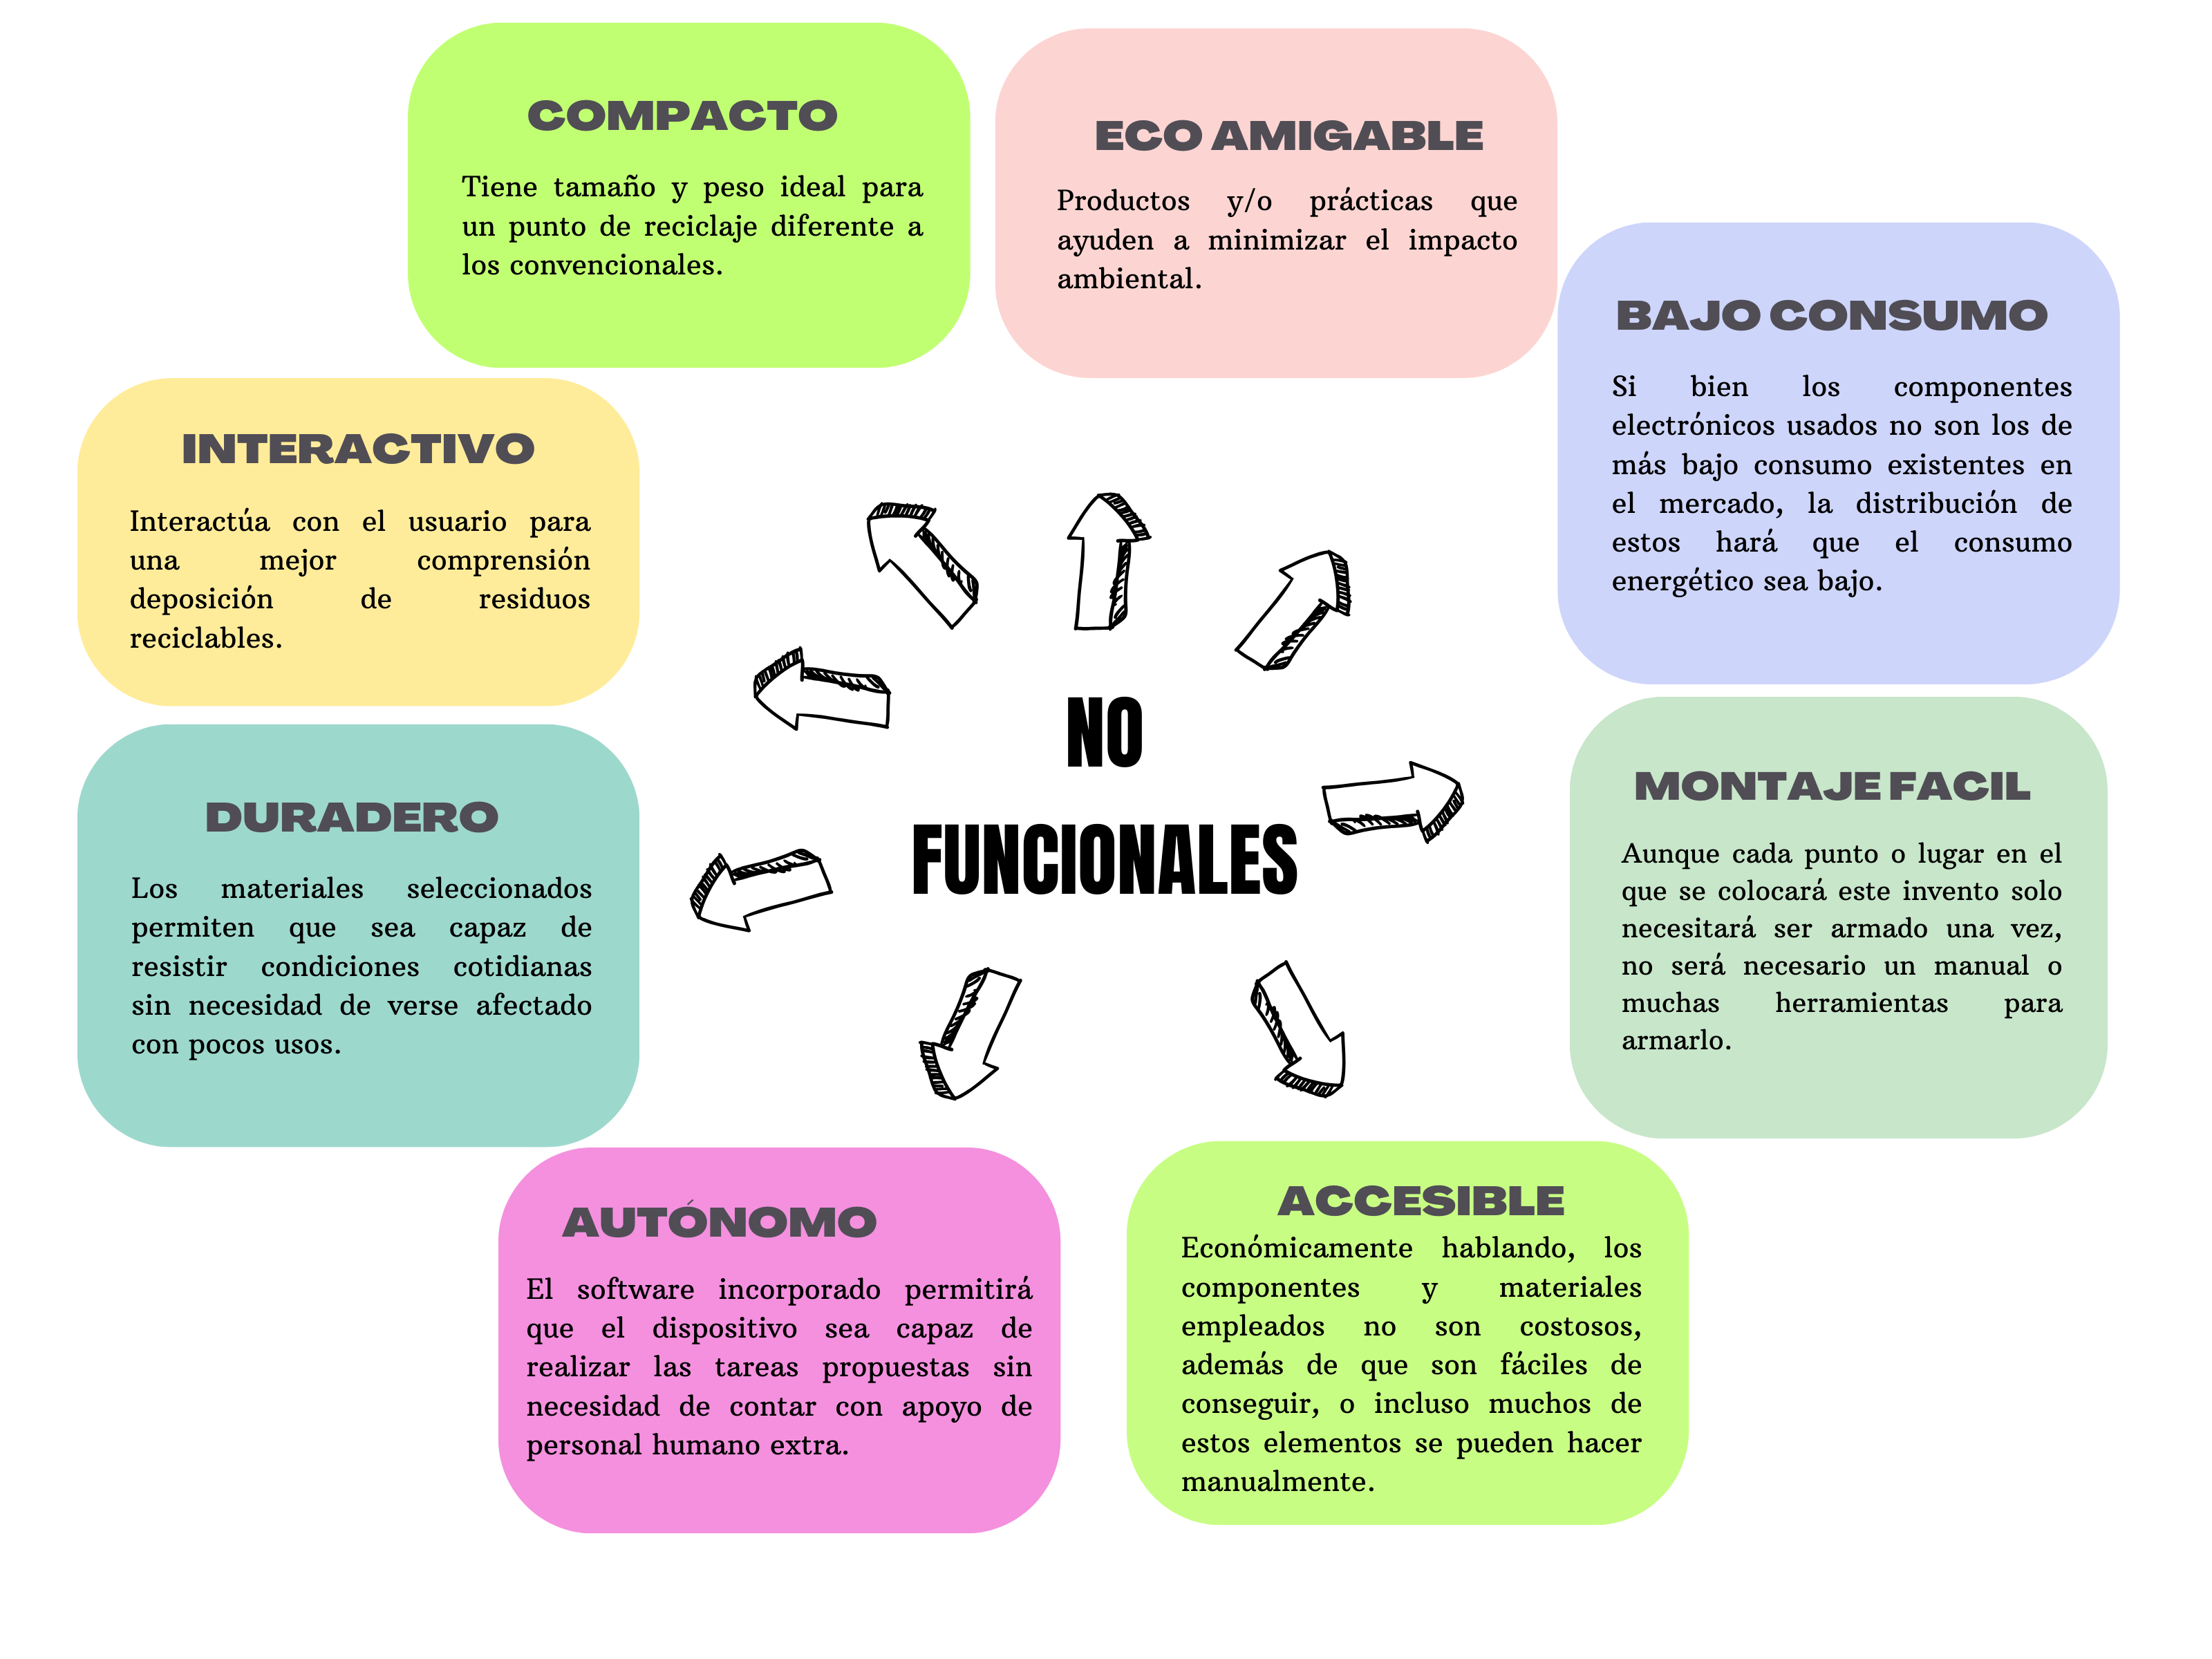 COMPACTO
Tiene tamaño y peso ideal para
un punto de reciclaje diferente a
los convencionales.
ECO AMIGABLE
Productos y/o prácticas que
ayuden a minimizar el impacto
ambiental.
BAJO CONSUMO
Si bien los componentes
electrónicos usados no son los de
más bajo consumo existentes en
el mercado, la distribución de
estos hará que el consumo
energético sea bajo.
INTERACTIVO
Interactúa con el usuario para
una mejor comprensión
deposición de residuos
reciclables.
NO
FUNCIONALES
MONTAJE FACIL
Aunque cada punto o lugar en el
que se colocará este invento solo
necesitará ser armado una vez,
no será necesario un manual o
muchas herramientas para
armarlo.
DURADERO
Los materiales seleccionados
permiten que sea capaz de
resistir condiciones cotidianas
sin necesidad de verse afectado
con pocos usos.
AUTÓNOMO
El software incorporado permitirá
que el dispositivo sea capaz de
realizar las tareas propuestas sin
necesidad de contar con apoyo de
personal humano extra.
ACCESIBLE
Económicamente hablando, los
componentes y materiales
empleados no son costosos,
además de que son fáciles de
conseguir, o incluso muchos de
estos elementos se pueden hacer
manualmente.